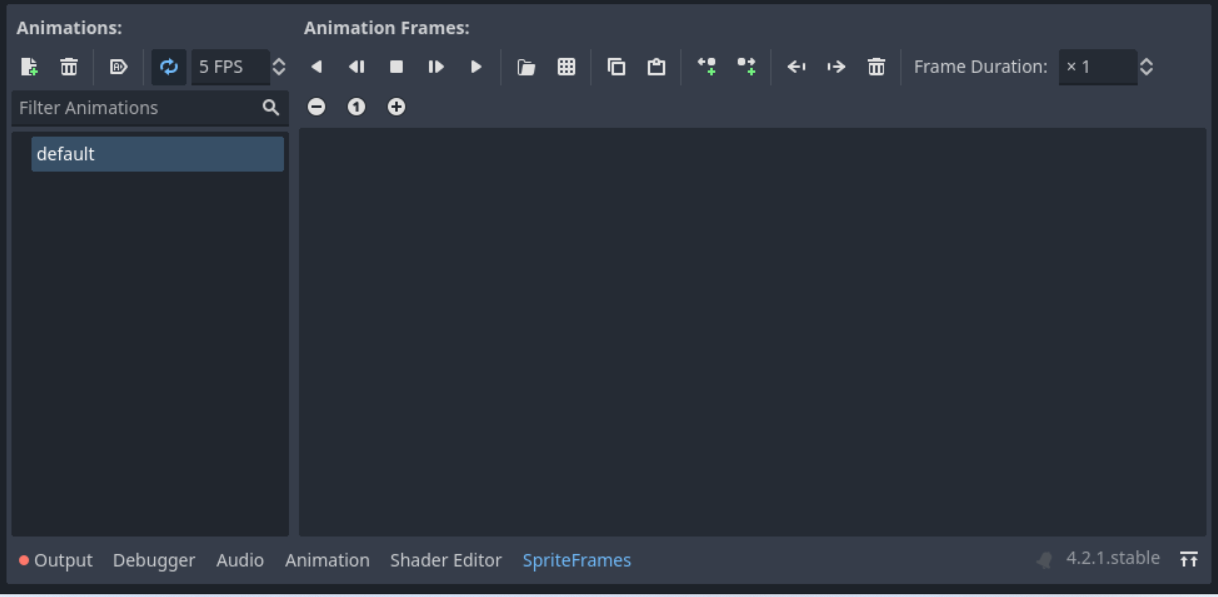 Animations:
Animation Frames:
5 FPS
Frame Duration:
× 1
Filter Animations
1
default
Output
Debugger
Audio
Animation
Shader Editor
SpriteFrames
4.2.1.stable